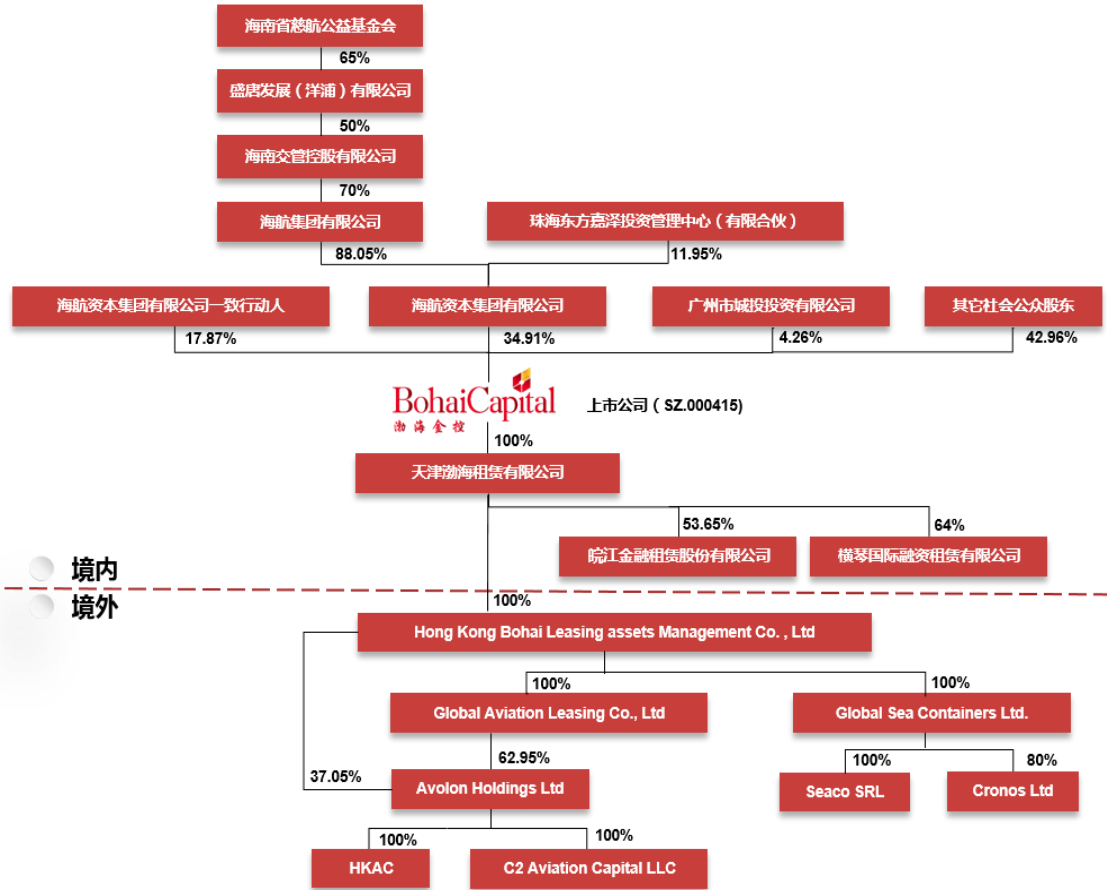 海南省慈航公益基金会
65%
盛唐发展（洋浦）有限公司
50%
海南交管控股有限公司
70%
海航集团有限公司
珠海东方嘉泽投资管理中心（有限合伙）
88.05%
11.95%
海航资本集团有限公司一致行动人
海航资本集团有限公司
广州市城投投资有限公司
其它社会公众股东
17.87%
34.91%
4.26%
42.96%
BohaiCapital
渤海金控
上市公司（SZ.000415)
100%
天津渤海租赁有限公司
53.65%
64%
皖江金融租赁股份有限公司
横琴国际融资租赁有限公司
境内
境外
100%
Hong Kong Bohai Leasing assets Management Co. , Ltd
100%
100%
Global Aviation Leasing Co., Ltd
Global Sea Containers Ltd.
62.95%
100%
80%
37.05%
Avolon Holdings Ltd
Seaco SRL
Cronos Ltd
100%
100%
HKAC
C2 Aviation Capital LLC